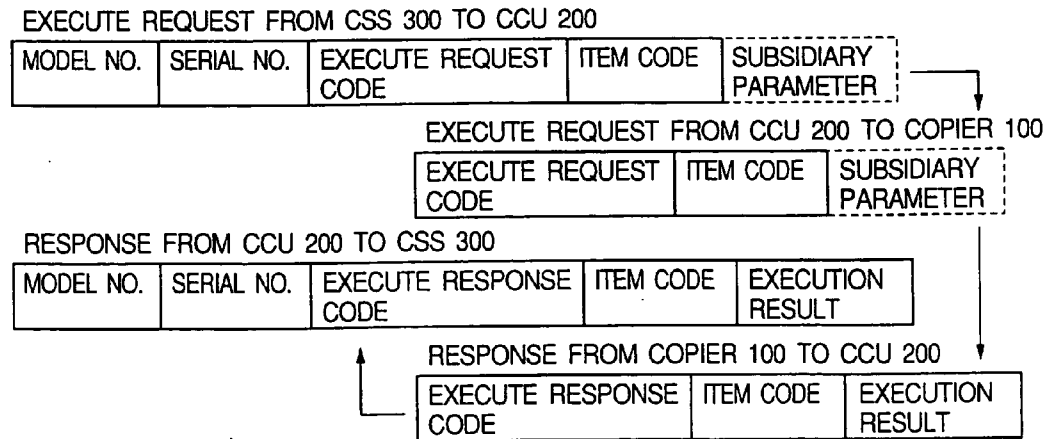 EXECUTE REQUEST FROM CSS 300 TO CCU 200
MODEL NO. SERIAL NO. EXECUTE REQUEST ITEM CODE SUBSIDIARY
CODE PARAMETER
EXECUTE REQUEST FROM CCU 200 TO COPIER 100
EXECUTE REQUEST ITEM CODE SUBSIDIARY
CODE PARAMETER
RESPONSE FROM CCU 200 TO CSS 300
MODEL NO. SERIAL NO. EXECUTE RESPONSE ITEM CODE EXECUTION
CODE RESULT
RESPONSE FROM COPIER 100 TO CCU 200
EXECUTE RESPONSE ITEM CODE EXECUTION
CODE RESULT